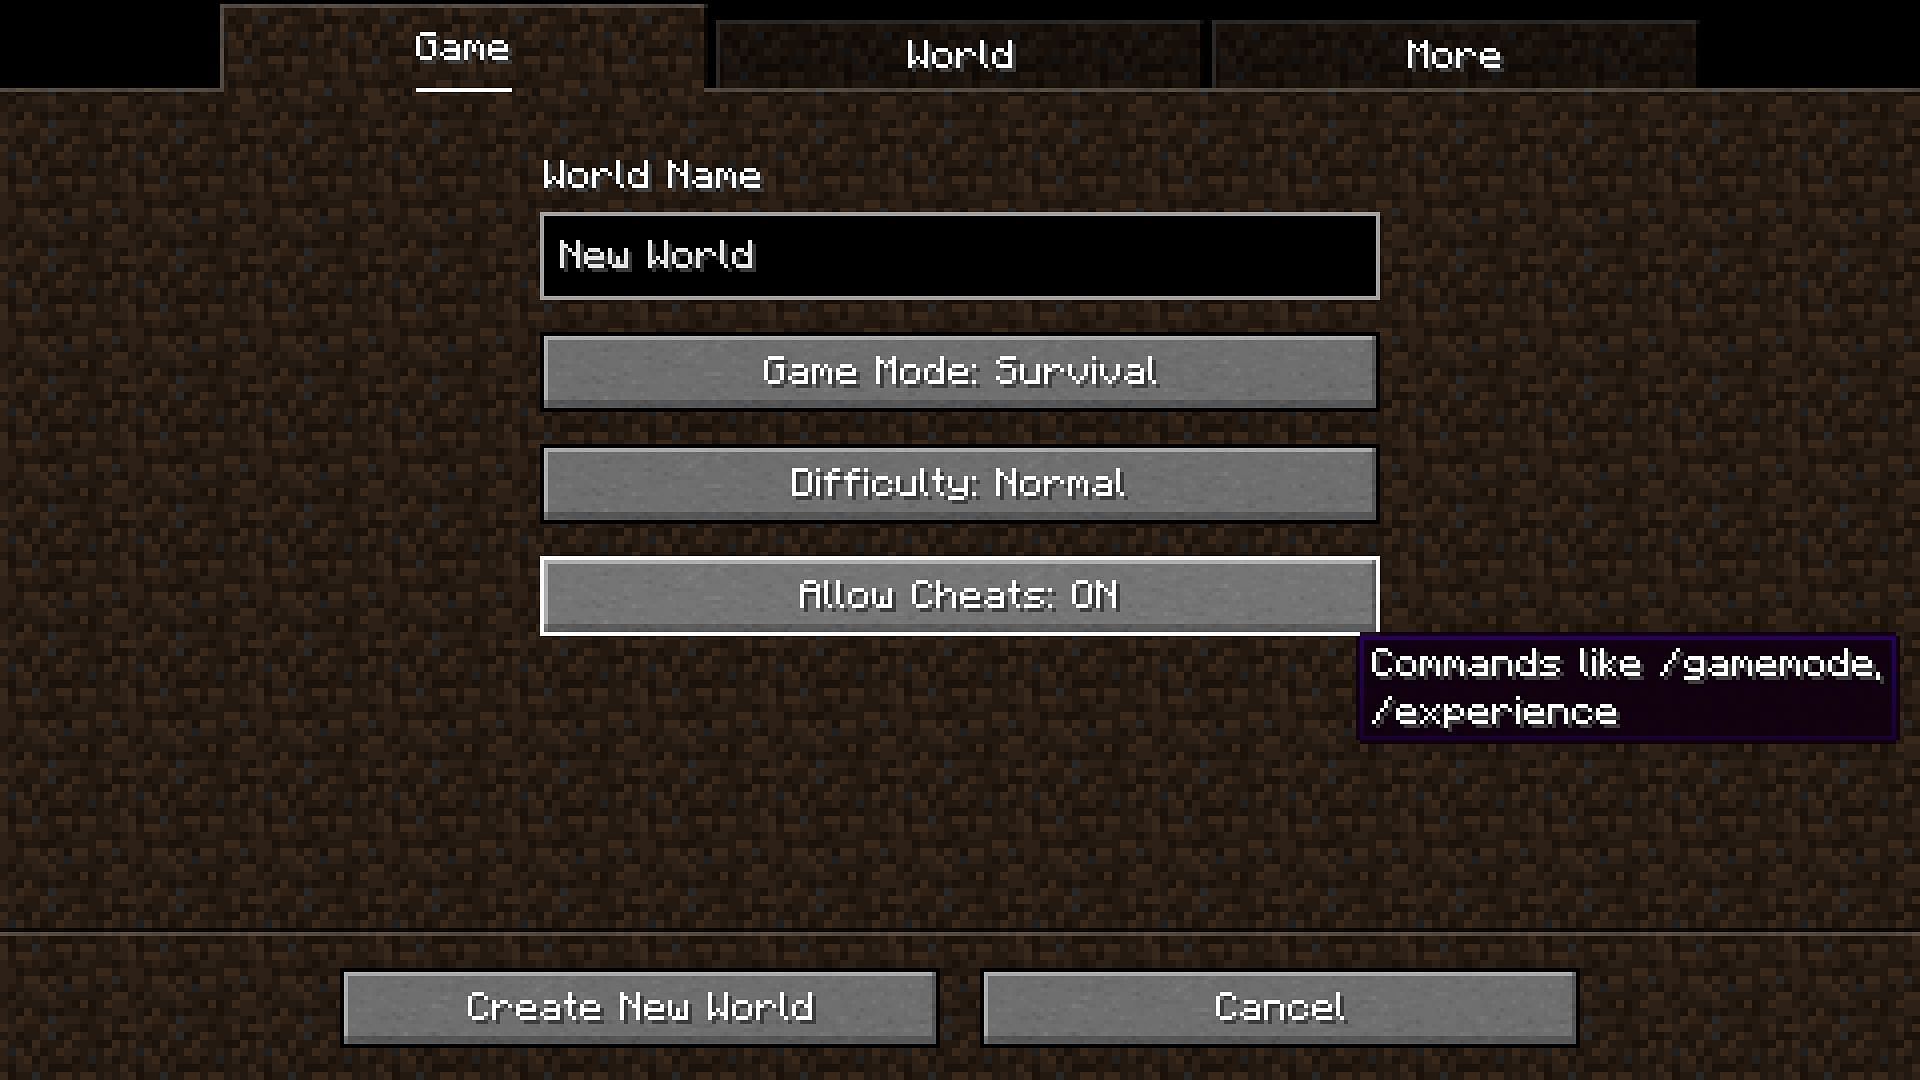 Game
World
More
World Name
New World
Game Mode: Survival
Difficulty: Normal
Allow Cheats: ON
Commands like /gamemode,
/experience
Create New World
Cancel